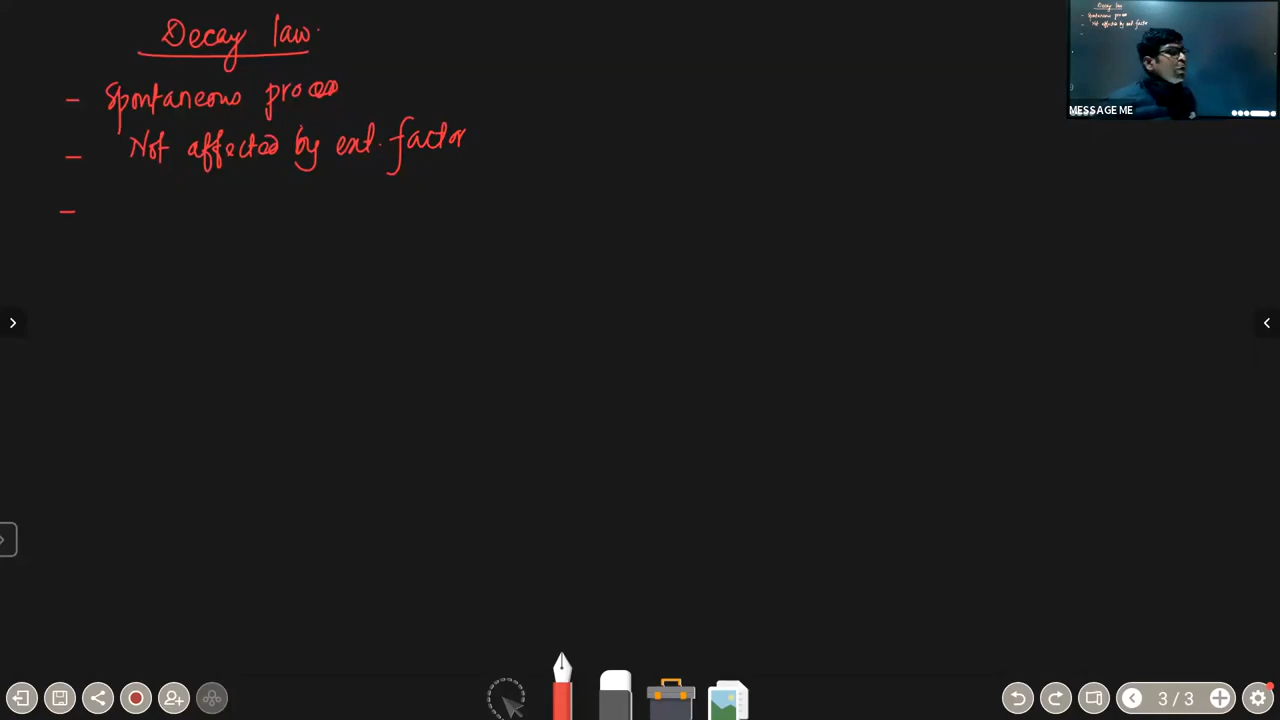 Decay law.
- Spontaneous process
- Not affected by ext. factor
-
MESSAGE ME
3/3